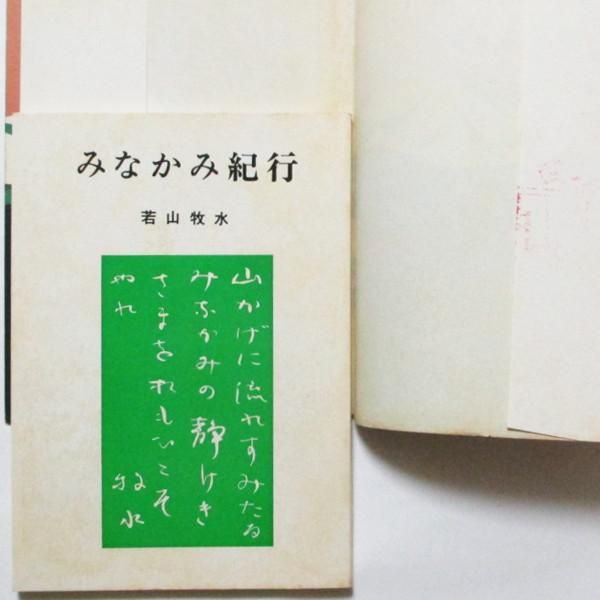 みなかみ紀行
若山牧水
山かげに流れすみたる
みなかみの静けき
さまをおもひこそ
やれ
牧水